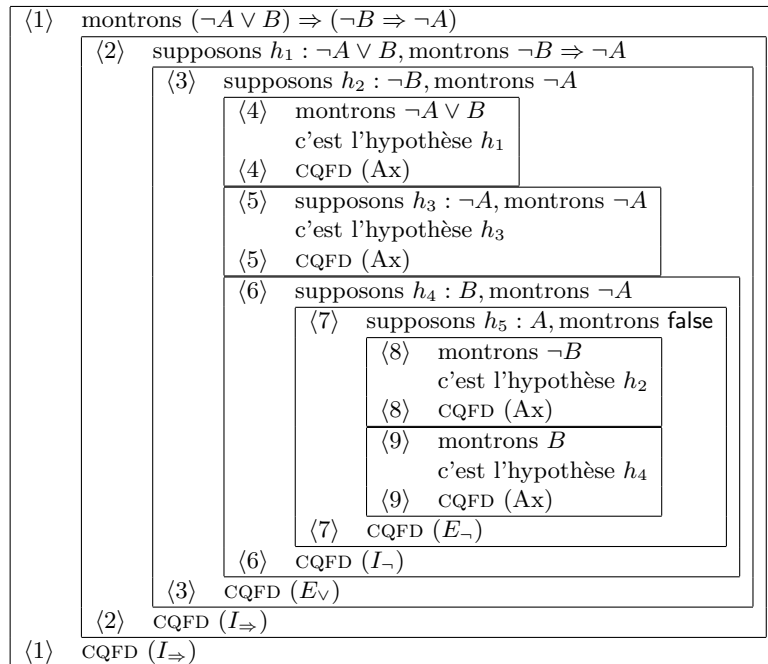 ⟨1⟩ montrons (¬A ∨ B) ⇒ (¬B ⇒ ¬A)
⟨2⟩ supposons h₁ : ¬A ∨ B, montrons ¬B ⇒ ¬A
⟨3⟩ supposons h₂ : ¬B, montrons ¬A
⟨4⟩ montrons ¬A ∨ B
c'est l'hypothèse h₁
⟨4⟩ CQFD (Ax)
⟨5⟩ supposons h₃ : ¬A, montrons ¬A
c'est l'hypothèse h₃
⟨5⟩ CQFD (Ax)
⟨6⟩ supposons h₄ : B, montrons ¬A
⟨7⟩ supposons h₅ : A, montrons false
⟨8⟩ montrons ¬B
c'est l'hypothèse h₂
⟨8⟩ CQFD (Ax)
⟨9⟩ montrons B
c'est l'hypothèse h₄
⟨9⟩ CQFD (Ax)
⟨7⟩ CQFD (E¬)
⟨6⟩ CQFD (I¬)
⟨3⟩ CQFD (E∨)
⟨2⟩ CQFD (I⇒)
⟨1⟩ CQFD (I⇒)